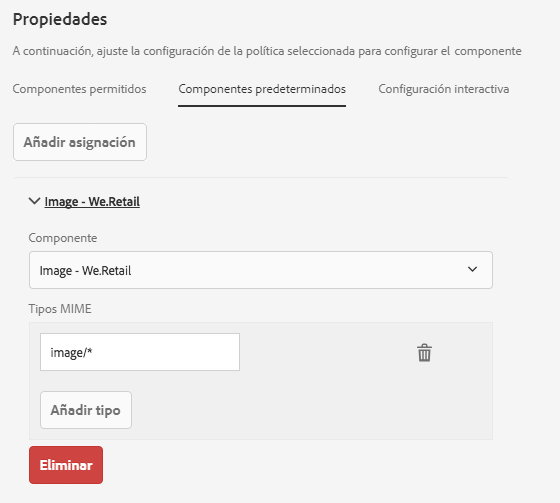 Propiedades
A continuación, ajuste la configuración de la política seleccionada para configurar el componente
Componentes permitidos
Componentes predeterminados
Configuración interactiva
Añadir asignación
Image - We.Retail
Componente
Image - We.Retail
Tipos MIME
image/*
Añadir tipo
Eliminar